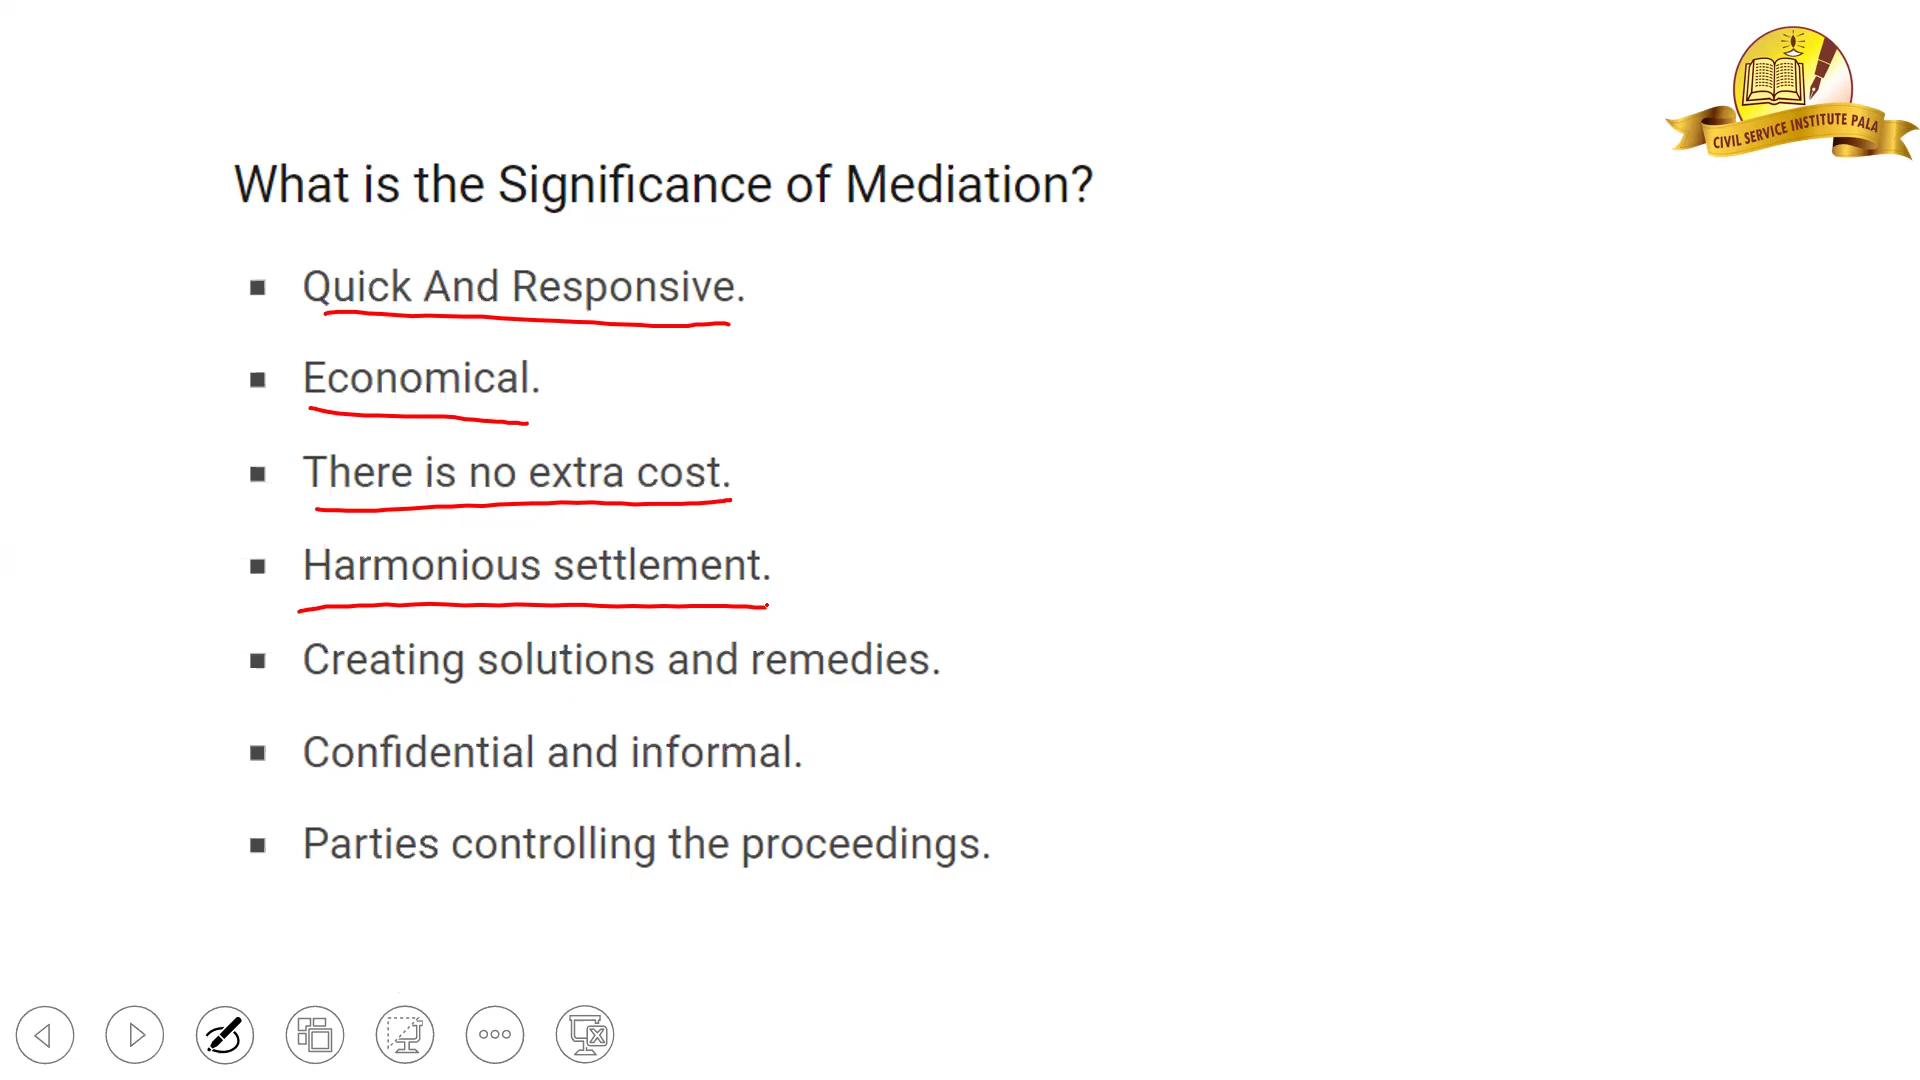 CIVIL SERVICE INSTITUTE PALA
What is the Significance of Mediation?
Quick And Responsive.
Economical.
There is no extra cost.
Harmonious settlement.
Creating solutions and remedies.
Confidential and informal.
Parties controlling the proceedings.